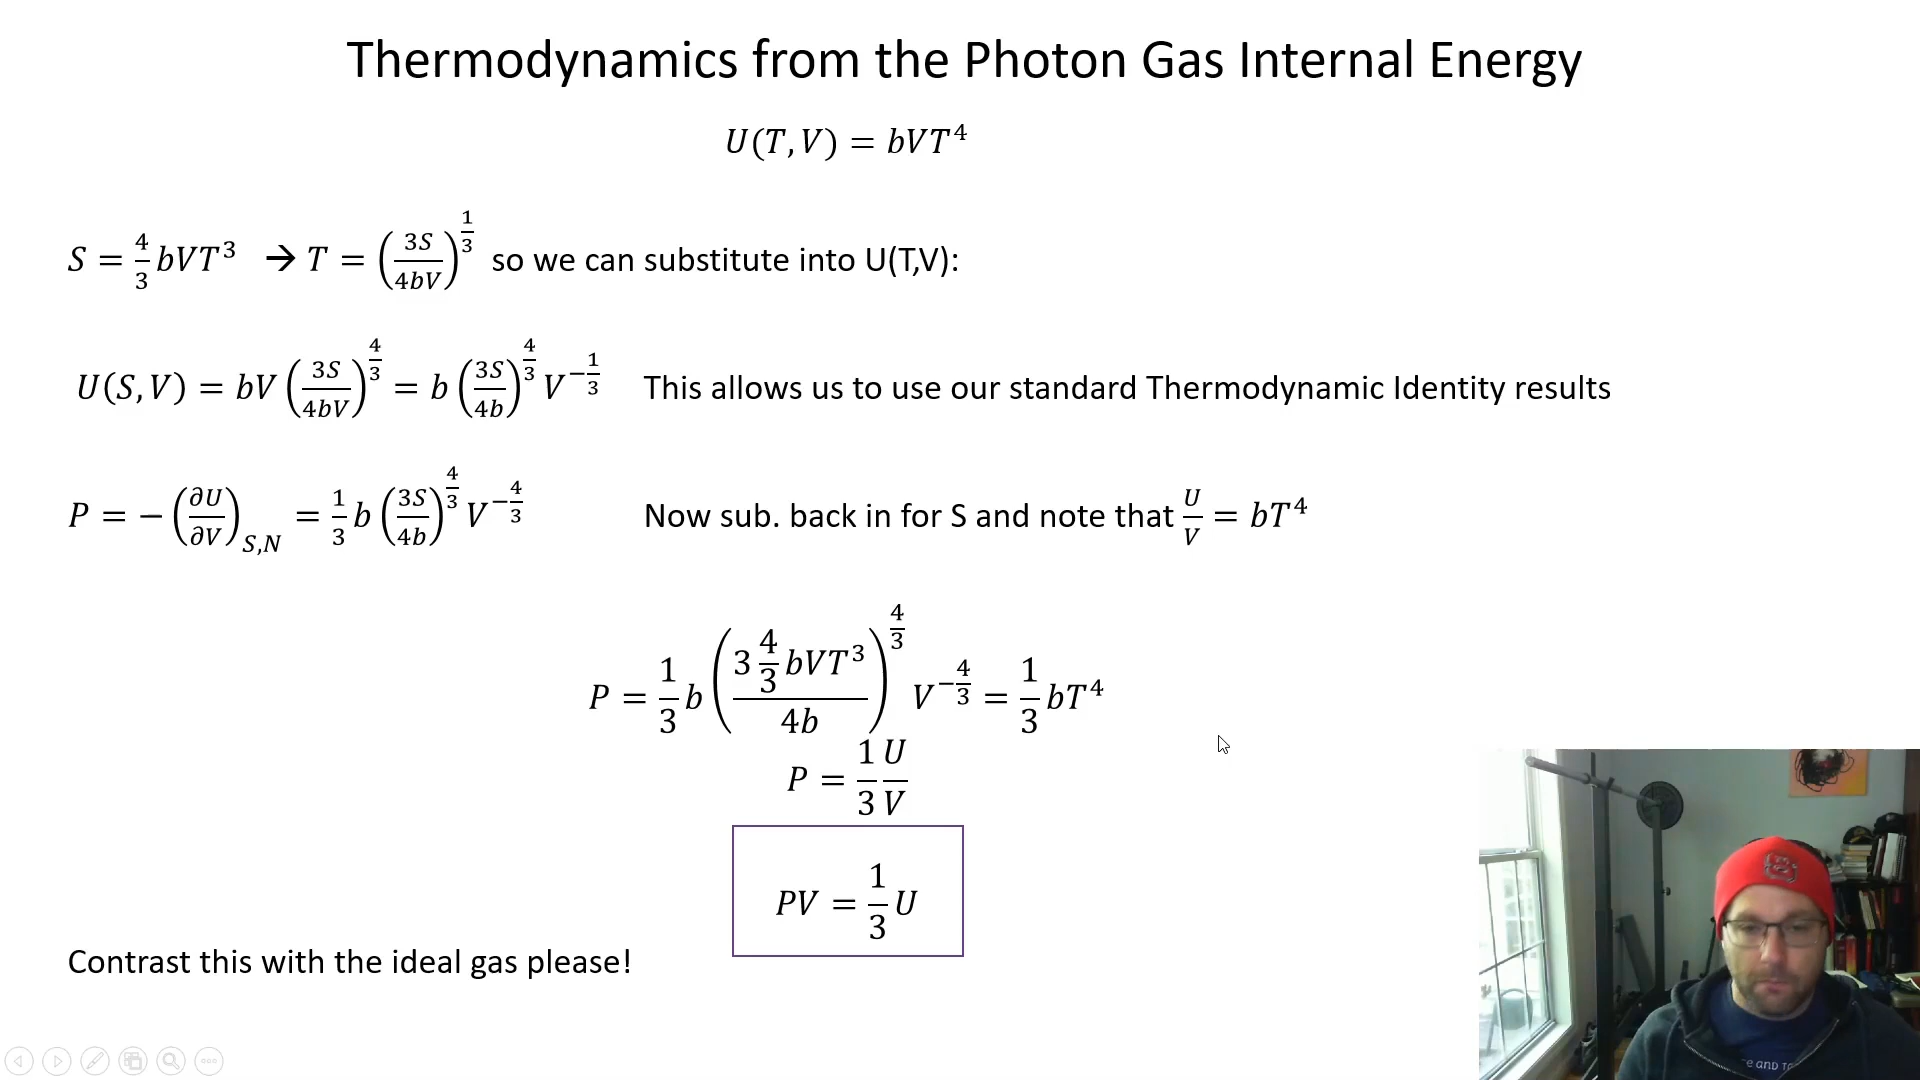 Thermodynamics from the Photon Gas Internal Energy
U(T, V) = bVT⁴
S = 4/3 bVT³ → T = (3S/4bV)^(1/3) so we can substitute into U(T,V):
U(S, V) = bV (3S/4bV)^(4/3) = b (3S/4b)^(4/3) V^(−1/3) This allows us to use our standard Thermodynamic Identity results
P = − (∂U/∂V)_S,N = 1/3 b (3S/4b)^(4/3) V^(−4/3) Now sub. back in for S and note that U/V = bT⁴
P = 1/3 b (3 4/3 bVT³ / 4b)^(4/3) V^(−4/3) = 1/3 bT⁴
P = 1/3 U/V
PV = 1/3 U
Contrast this with the ideal gas please!